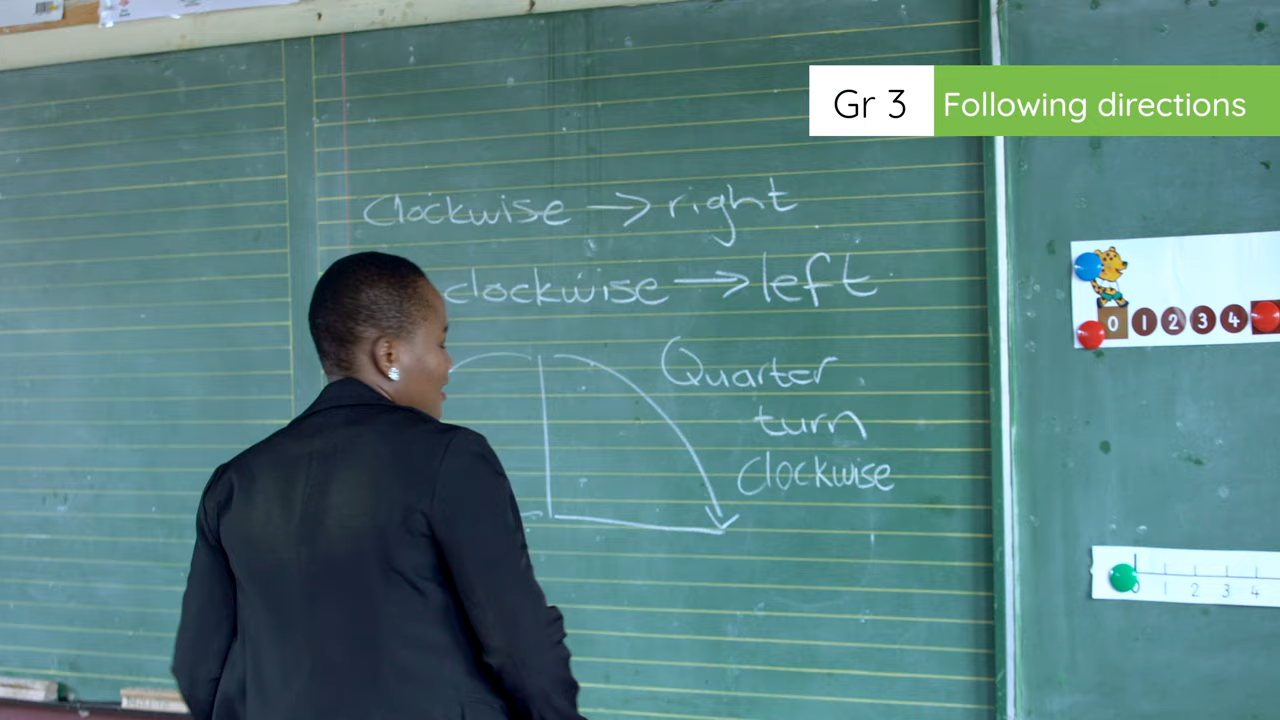 Gr 3 Following directions
Clockwise → right
clockwise → left
Quarter
turn
clockwise
0 1 2 3 4
0 1 2 3 4